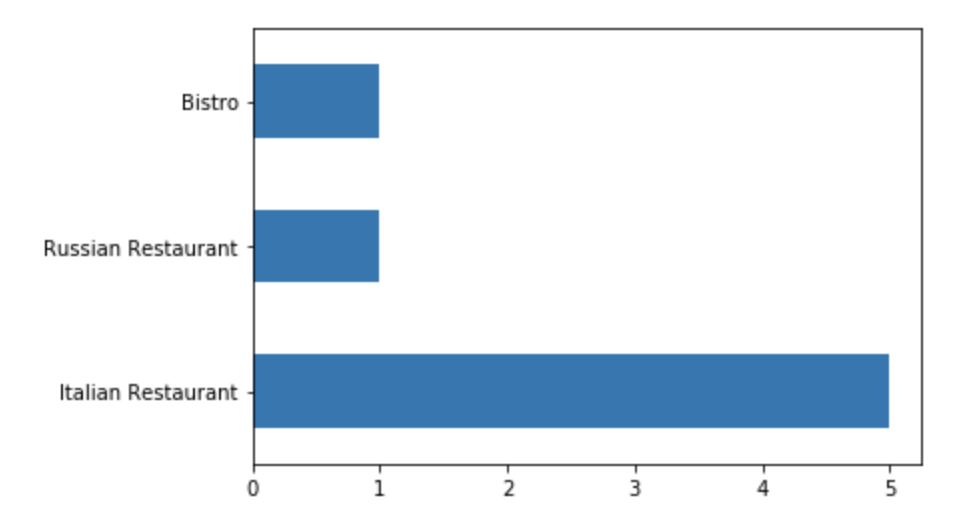 Bistro
Russian Restaurant
Italian Restaurant
0 1 2 3 4 5